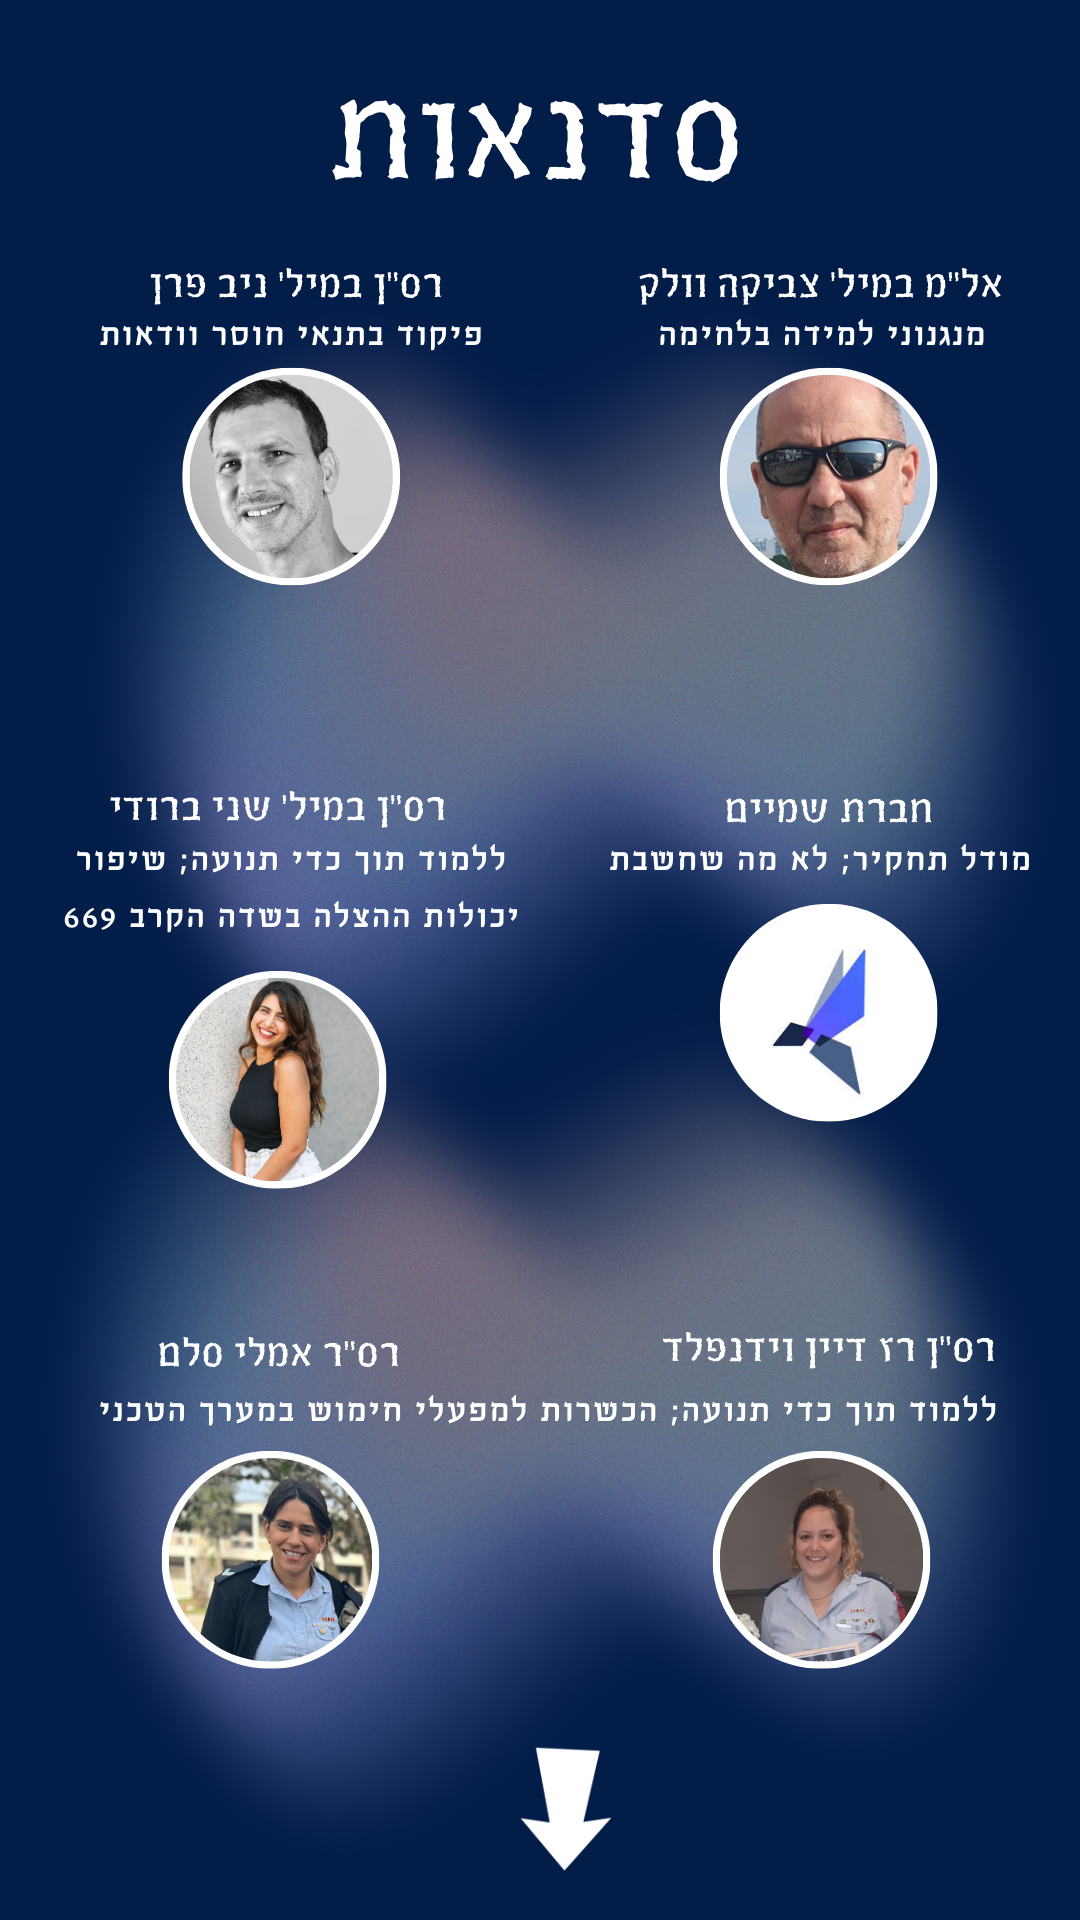 סדנאות
אל"מ במיל' צביקה וולק
מנגנוני למידה בלחימה
רס"ן במיל' ניב פרן
פיקוד בתנאי חוסר וודאות
חברת שמיים
מודל תחקיר; לא מה שחשבת
רס"ן במיל' שני ברודי
ללמוד תוך כדי תנועה; שיפור
יכולות ההצלה בשדה הקרב 669
רס"ן רז דיין וידנפלד
רס"ר אמלי סלם
ללמוד תוך כדי תנועה; הכשרות למפעלי חימוש במערך הטכני